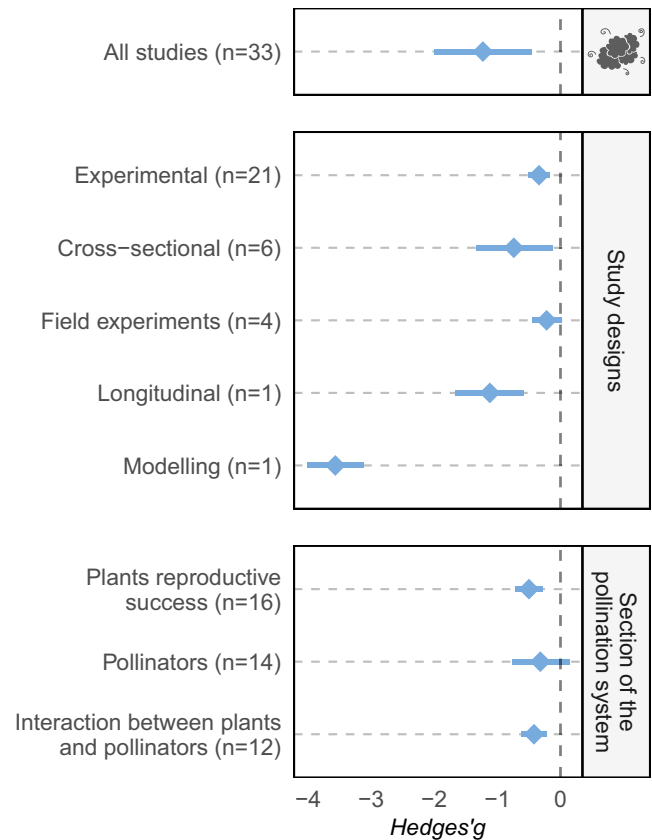 All studies (n=33)
Experimental (n=21)
Cross−sectional (n=6)
Field experiments (n=4)
Longitudinal (n=1)
Modelling (n=1)
Study designs
Plants reproductive
success (n=16)
Pollinators (n=14)
Interaction between plants
and pollinators (n=12)
Section of the
pollination system
−4 −3 −2 −1 0
Hedges'g